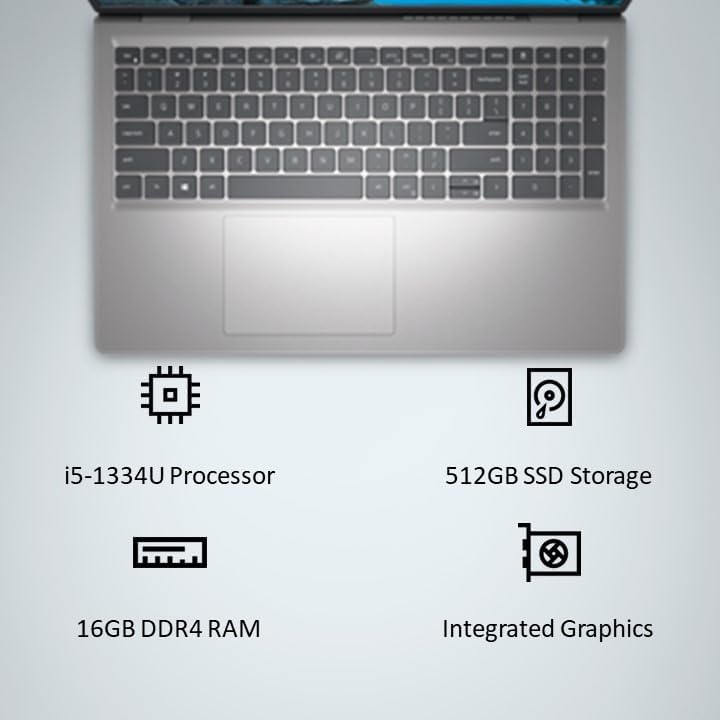 i5-1334U Processor
512GB SSD Storage
16GB DDR4 RAM
Integrated Graphics